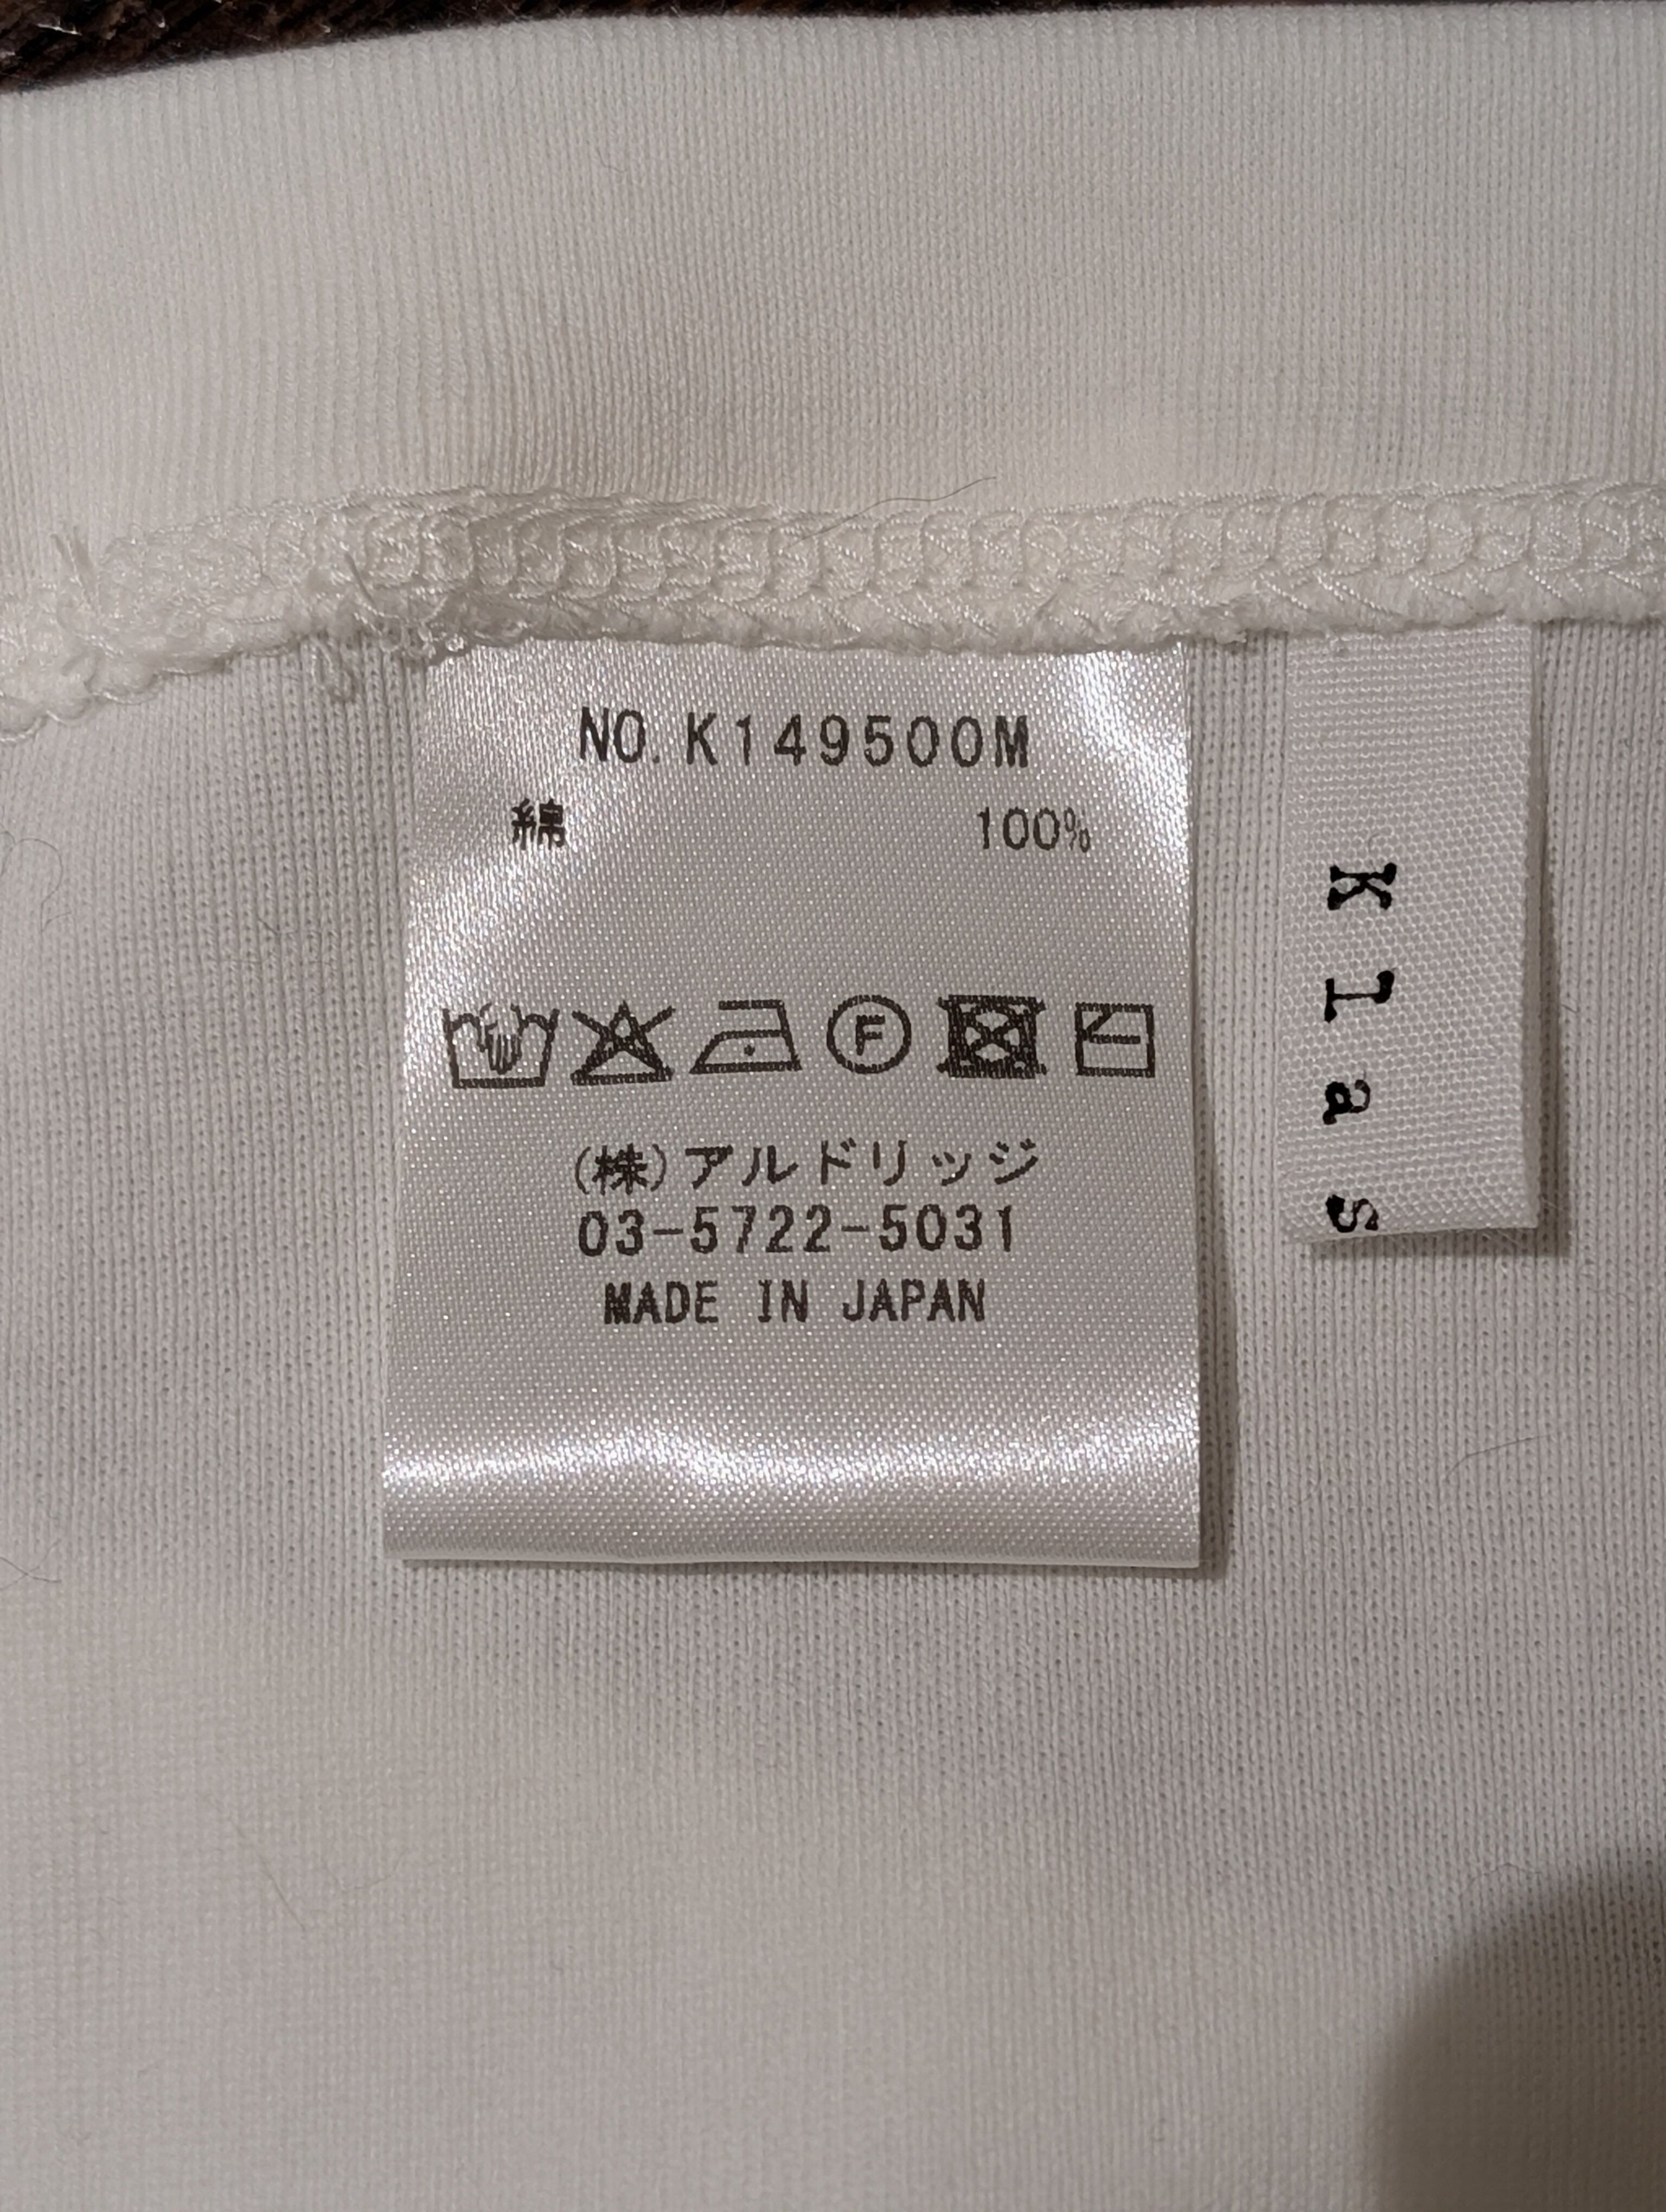 NO. K149500M
綿 100%
F
(株)アルドリッジ
03-5722-5031
MADE IN JAPAN
Klas